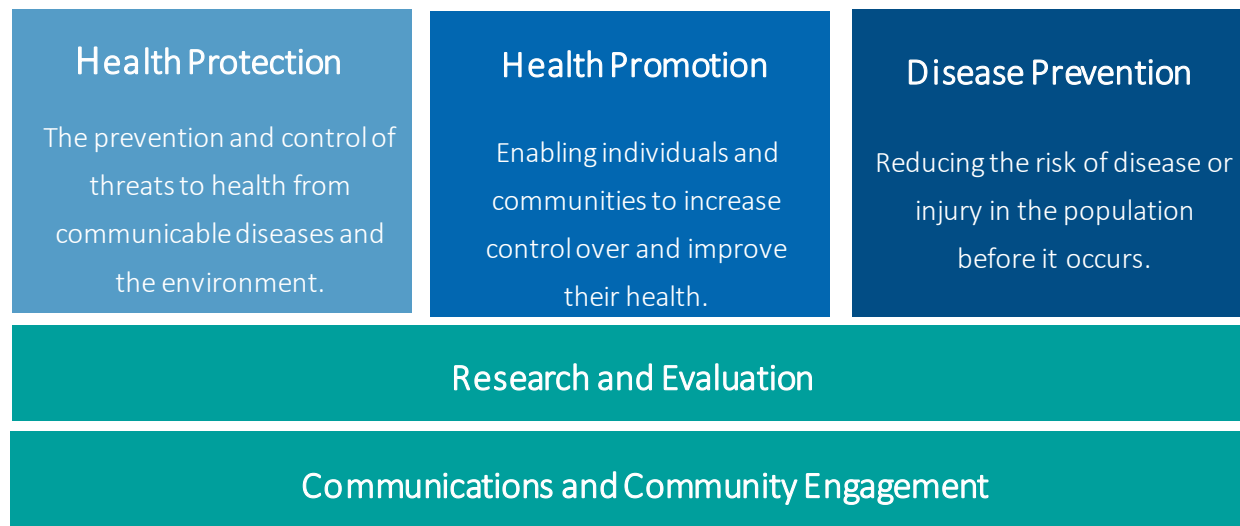 Health Protection
The prevention and control of
threats to health from
communicable diseases and
the environment.
Health Promotion
Enabling individuals and
communities to increase
control over and improve
their health.
Disease Prevention
Reducing the risk of disease or
injury in the population
before it occurs.
Research and Evaluation
Communications and Community Engagement